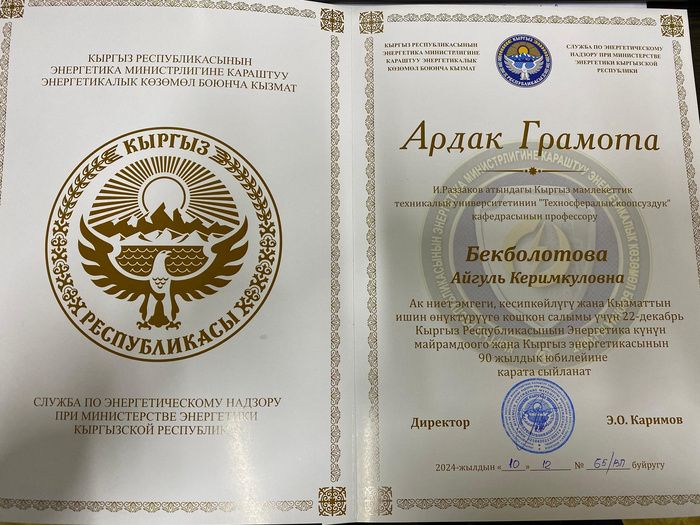 КЫРГЫЗ РЕСПУБЛИКАСЫНЫН
ЭНЕРГЕТИКА МИНИСТРЛИГИНЕ КАРАШТУУ
ЭНЕРГЕТИКАЛЫК КӨЗӨМӨЛ БОЮНЧА КЫЗМАТ
КЫРГЫЗ
РЕСПУБЛИКАСЫ
СЛУЖБА ПО ЭНЕРГЕТИЧЕСКОМУ НАДЗОРУ
ПРИ МИНИСТЕРСТВЕ ЭНЕРГЕТИКИ
КЫРГЫЗСКОЙ РЕСПУБЛИК
КЫРГЫЗ РЕСПУБЛИКАСЫНЫН
ЭНЕРГЕТИКА МИНИСТРЛИГИНЕ
КАРАШТУУ ЭНЕРГЕТИКАЛЫК
КӨЗӨМӨЛ БОЮНЧА КЫЗМАТ
СЛУЖБА ПО ЭНЕРГЕТИЧЕСКОМУ
НАДЗОРУ ПРИ МИНИСТЕРСТВЕ
ЭНЕРГЕТИКИ КЫРГЫЗСКОЙ
РЕСПУБЛИКИ
Ардак Грамота
И.Раззаков атындагы Кыргыз мамлекеттик
техникалык университетинин "Техносфералык коопсуздук"
кафедрасынын профессору
Бекболотова
Айгуль Керимкуловна
Ак ниет эмгеги, кесипкөйлүгү жана Кызматтын
ишин өнүктүрүүгө кошкон салымы үчүн 22-декабрь
Кыргыз Республикасынын Энергетика күнүн
майрамдоого жана Кыргыз энергетикасынын
90 жылдык юбилейине
карата сыйланат
Директор
Э.О. Каримов
2024-жылдын «10» 12 № 65/ВП буйругу